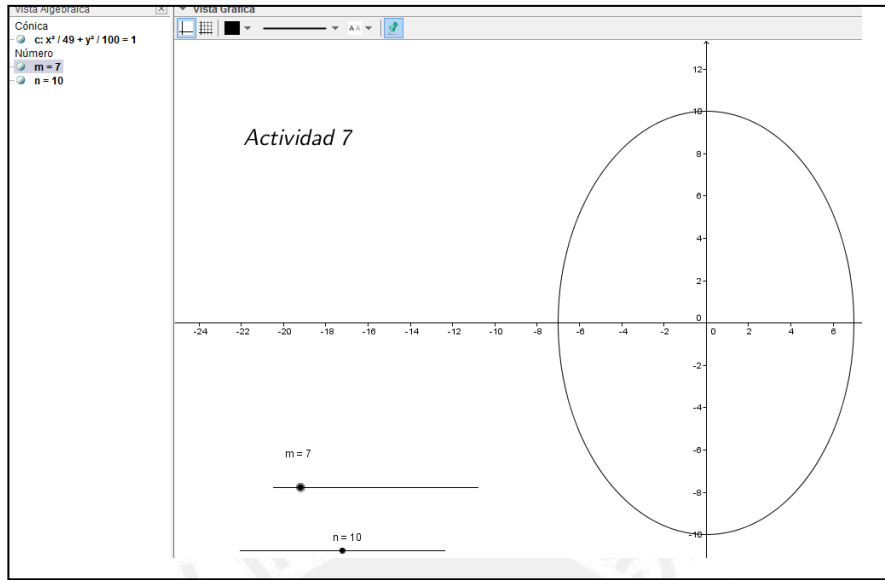 Vista Algebraica
Vista Gráfica
Cónica
c: x² / 49 + y² / 100 = 1
Número
m = 7
n = 10
AA
Actividad 7
12
10
8
6
4
2
0
-24 -22 -20 -18 -16 -14 -12 -10 -8 -6 -4 -2 0 2 4 6
-2
-4
-6
-8
-10
m = 7
n = 10